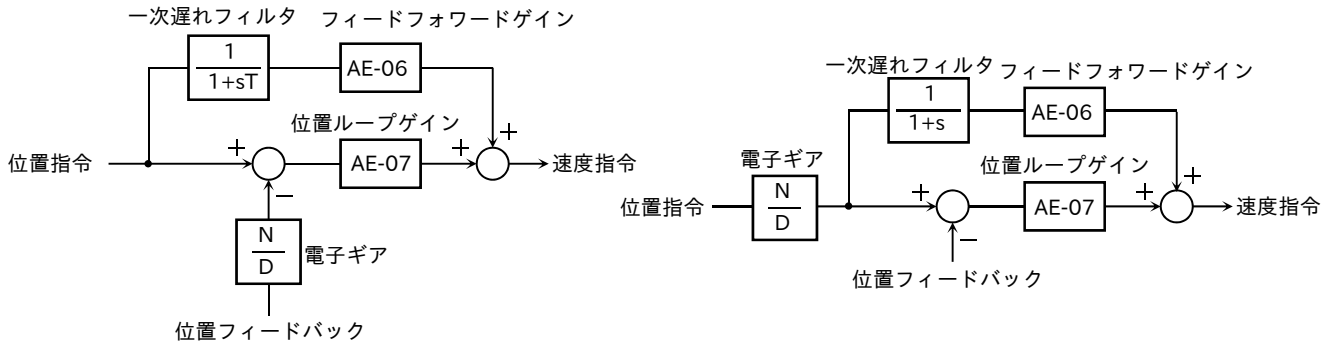 一次遅れフィルタ
フィードフォワードゲイン
1
1+sT
AE-06
位置ループゲイン
+
+
+
位置指令
AE-07
速度指令
−
N
D
電子ギア
位置フィードバック
一次遅れフィルタ
フィードフォワードゲイン
1
1+s
AE-06
電子ギア
位置ループゲイン
+
+
+
位置指令
N
D
AE-07
速度指令
−
位置フィードバック